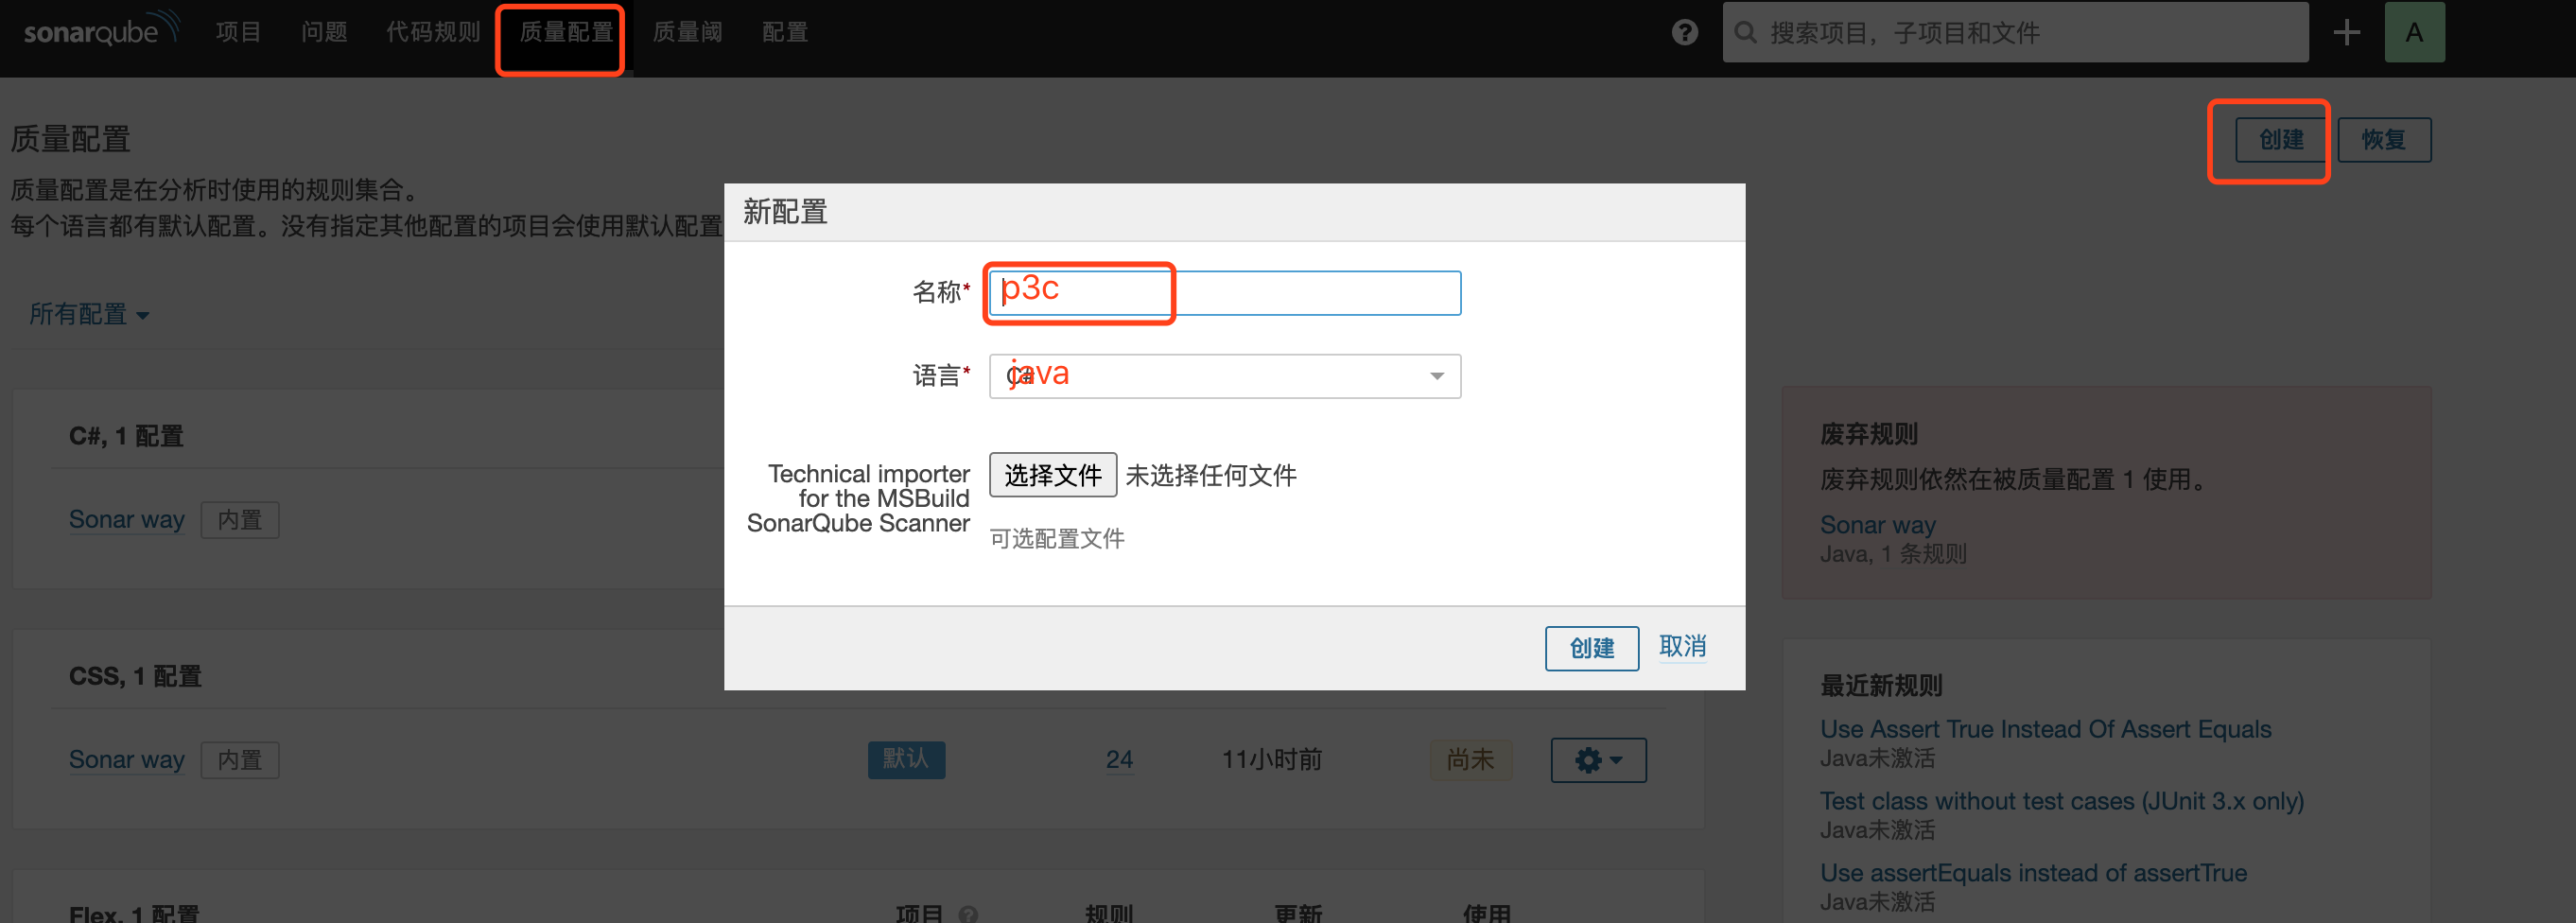 sonarqube 项目 问题 代码规则 质量配置 质量阈 配置 ? 搜索项目，子项目和文件 + A
质量配置
创建 恢复
质量配置是在分析时使用的规则集合。
每个语言都有默认配置。没有指定其他配置的项目会使用默认配置
新配置
名称* p3c
语言* C# java
Technical importer
for the MSBuild
SonarQube Scanner
选择文件 未选择任何文件
可选配置文件
创建 取消
所有配置
C#, 1 配置
Sonar way 内置
CSS, 1 配置
Sonar way 内置 默认 24 11小时前 尚未
Flex, 1 配置 项目 ? 规则 更新 使用
废弃规则
废弃规则依然在被质量配置 1 使用。
Sonar way
Java, 1 条规则
最近新规则
Use Assert True Instead Of Assert Equals
Java未激活
Test class without test cases (JUnit 3.x only)
Java未激活
Use assertEquals instead of assertTrue
Java未激活